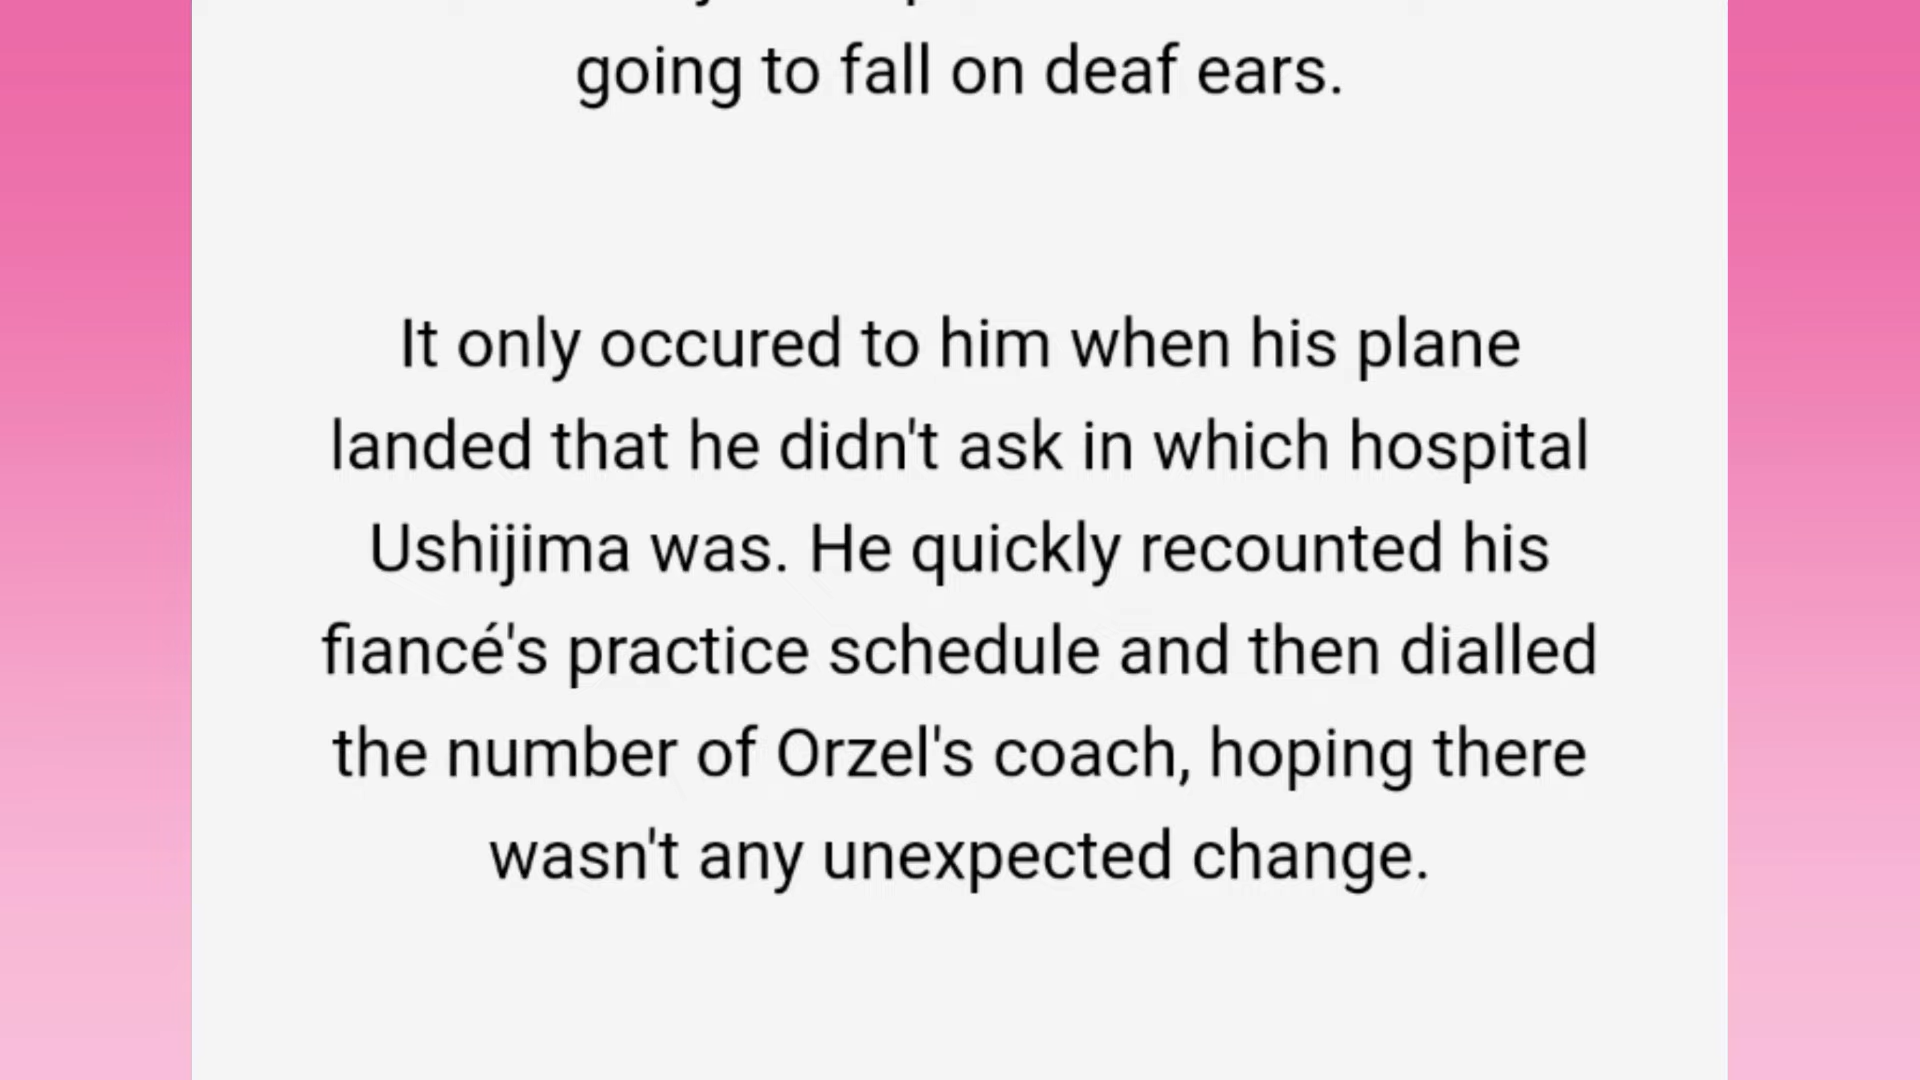 going to fall on deaf ears.
It only occured to him when his plane
landed that he didn't ask in which hospital
Ushijima was. He quickly recounted his
fiancé's practice schedule and then dialled
the number of Orzel's coach, hoping there
wasn't any unexpected change.